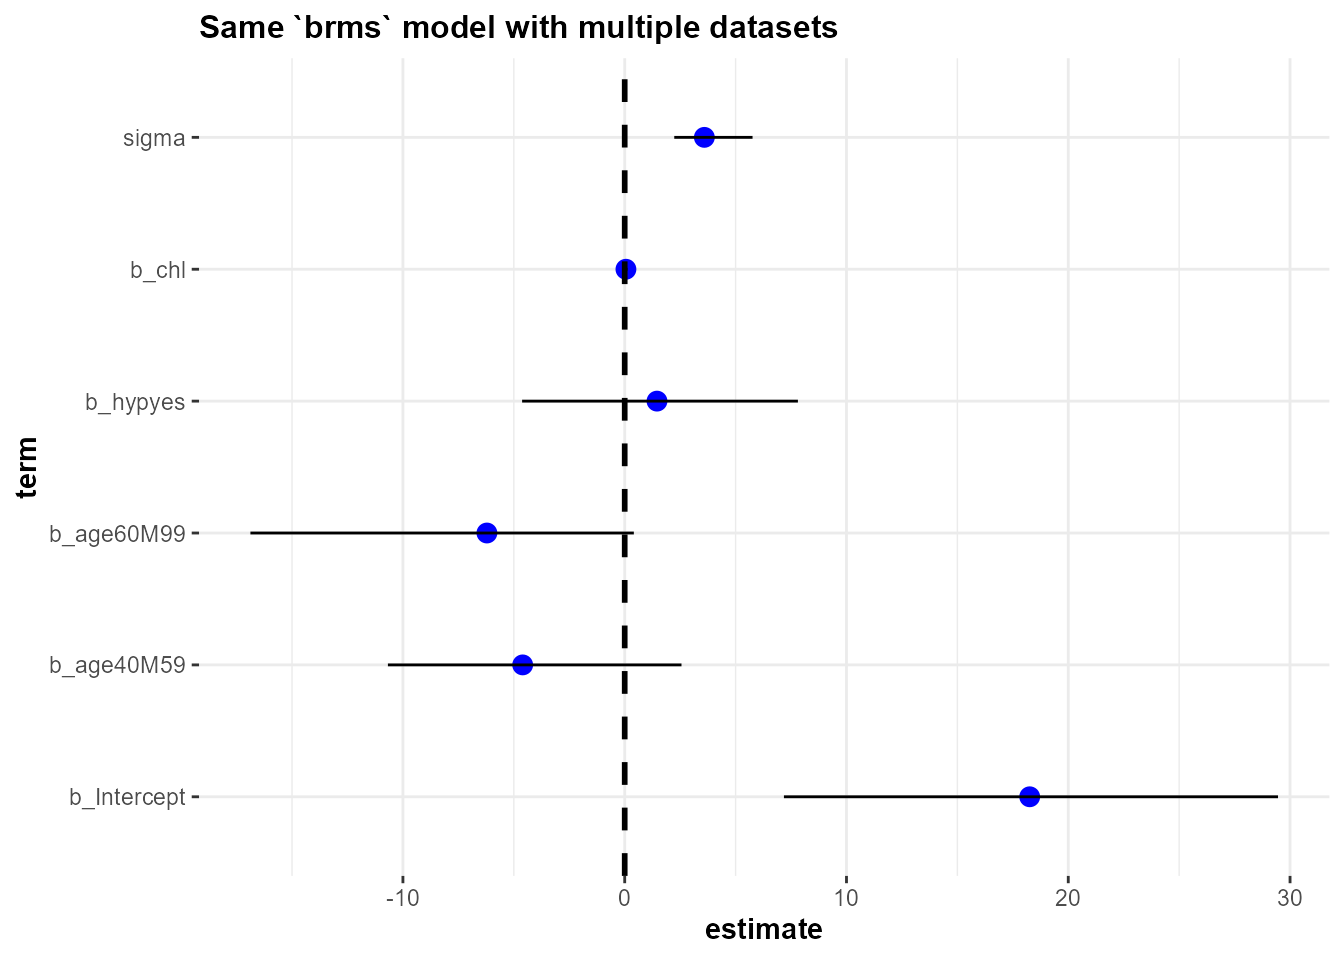 Same `brms` model with multiple datasets
sigma
b_chl
b_hypyes
b_age60M99
b_age40M59
b_Intercept
term
-10 0 10 20 30
estimate